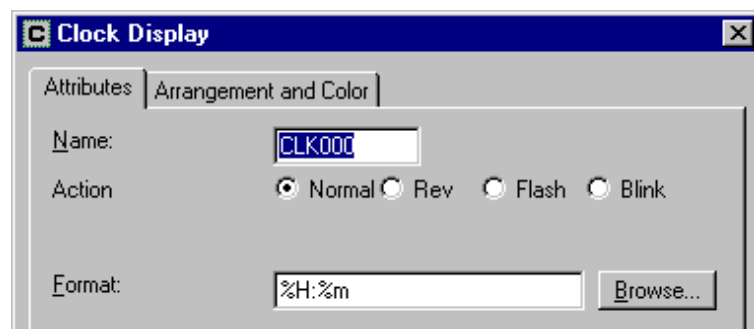 C Clock Display
Attributes Arrangement and Color
Name: CLK000
Action Normal Rev Flash Blink
Format: %H:%m Browse...